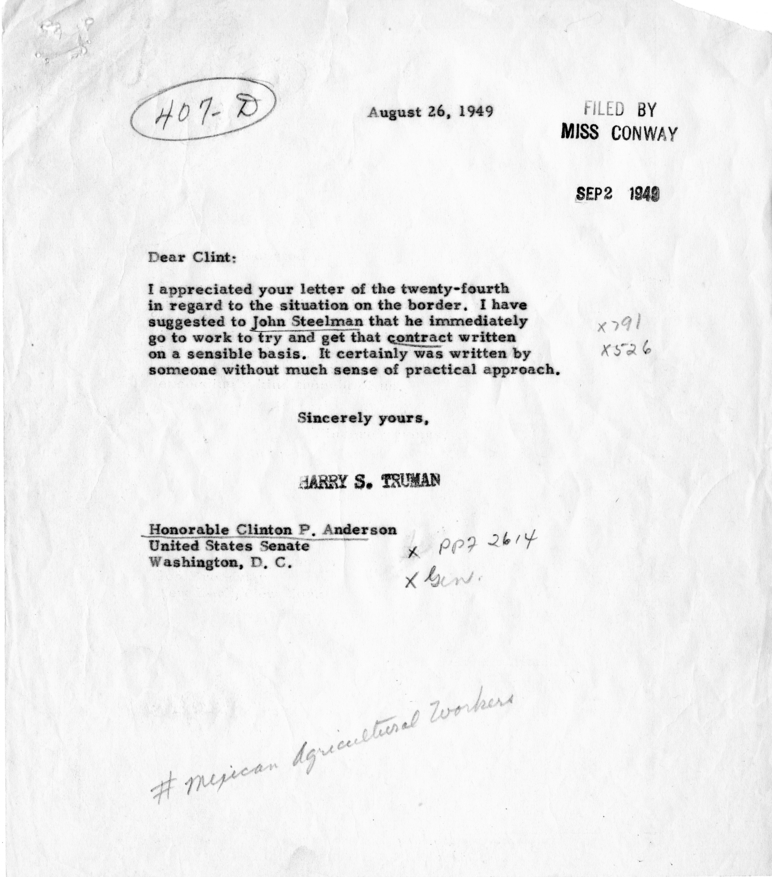 407-D
August 26, 1949
FILED BY
MISS CONWAY
SEP 2 1949
Dear Clint:
I appreciated your letter of the twenty-fourth
in regard to the situation on the border. I have
suggested to John Steelman that he immediately
go to work to try and get that contract written
on a sensible basis. It certainly was written by
someone without much sense of practical approach.
x791
x526
Sincerely yours,
HARRY S. TRUMAN
Honorable Clinton P. Anderson
United States Senate
Washington, D. C.
x PPF 2614
x Gen.
# Mexican Agricultural Workers